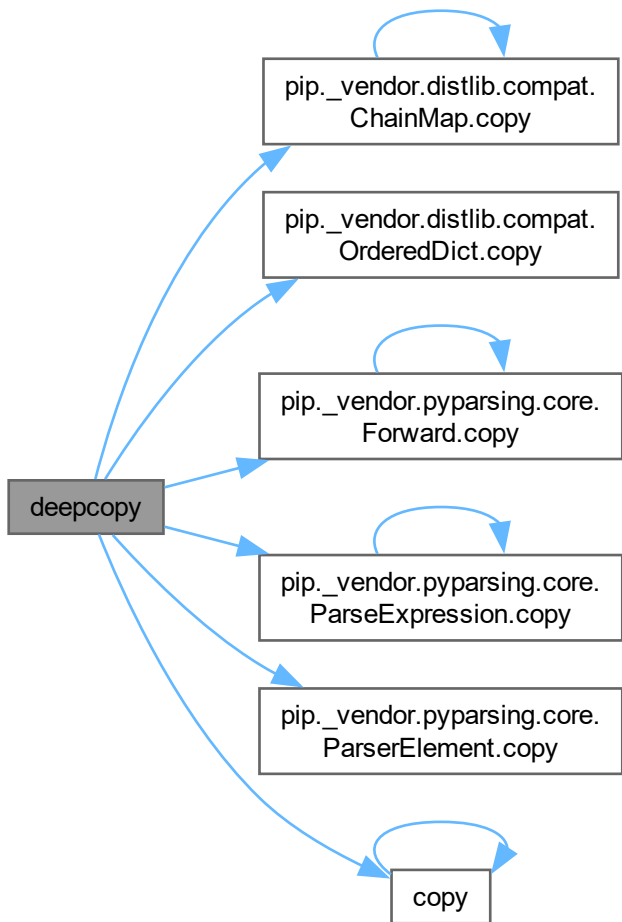 pip._vendor.distlib.compat.
ChainMap.copy
pip._vendor.distlib.compat.
OrderedDict.copy
pip._vendor.pyparsing.core.
Forward.copy
deepcopy
pip._vendor.pyparsing.core.
ParseExpression.copy
pip._vendor.pyparsing.core.
ParserElement.copy
copy